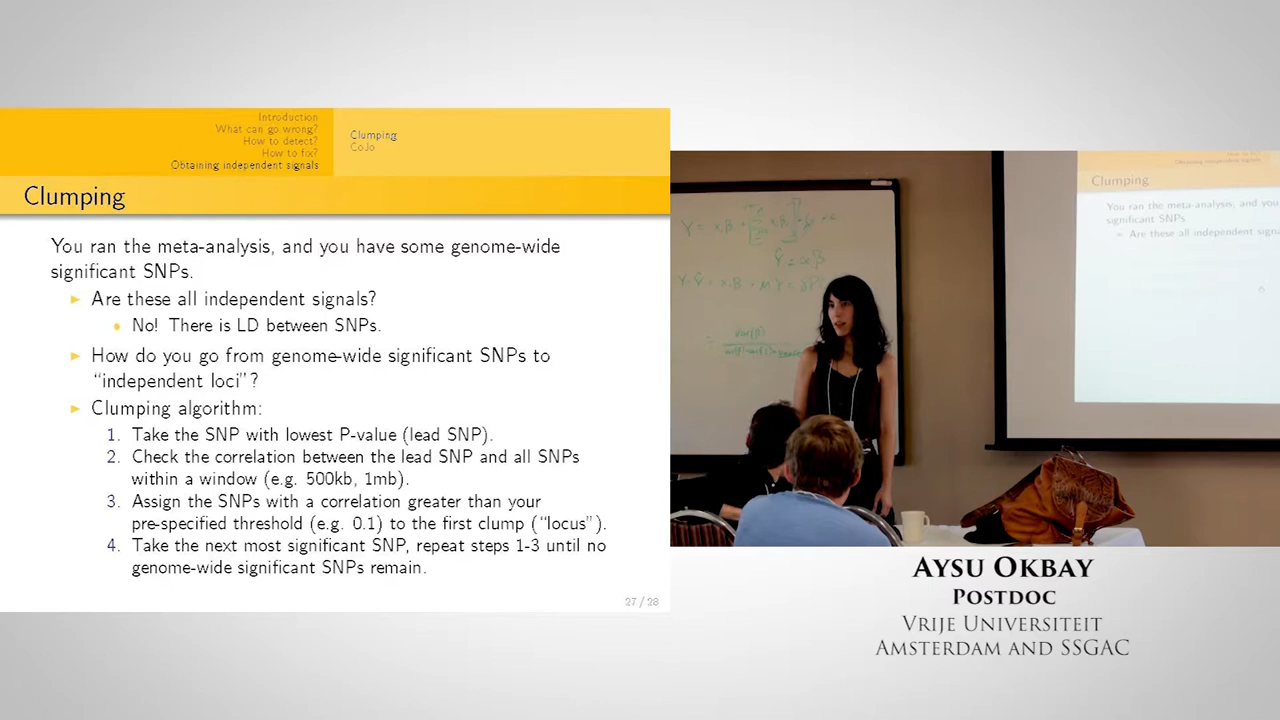 Introduction
What can go wrong?
How to detect?
How to fix?
Obtaining independent signals
Clumping
CoJo
Clumping
You ran the meta-analysis, and you have some genome-wide
significant SNPs.
▶ Are these all independent signals?
• No! There is LD between SNPs.
▶ How do you go from genome-wide significant SNPs to
“independent loci”?
▶ Clumping algorithm:
1. Take the SNP with lowest P-value (lead SNP).
2. Check the correlation between the lead SNP and all SNPs
within a window (e.g. 500kb, 1mb).
3. Assign the SNPs with a correlation greater than your
pre-specified threshold (e.g. 0.1) to the first clump (“locus”).
4. Take the next most significant SNP, repeat steps 1-3 until no
genome-wide significant SNPs remain.
27 / 28
Obtaining independent signals
Clumping
You ran the meta-analysis, and you
significant SNPs.
Are these all independent signa
AYSU OKBAY
POSTDOC
VRIJE UNIVERSITEIT
AMSTERDAM AND SSGAC